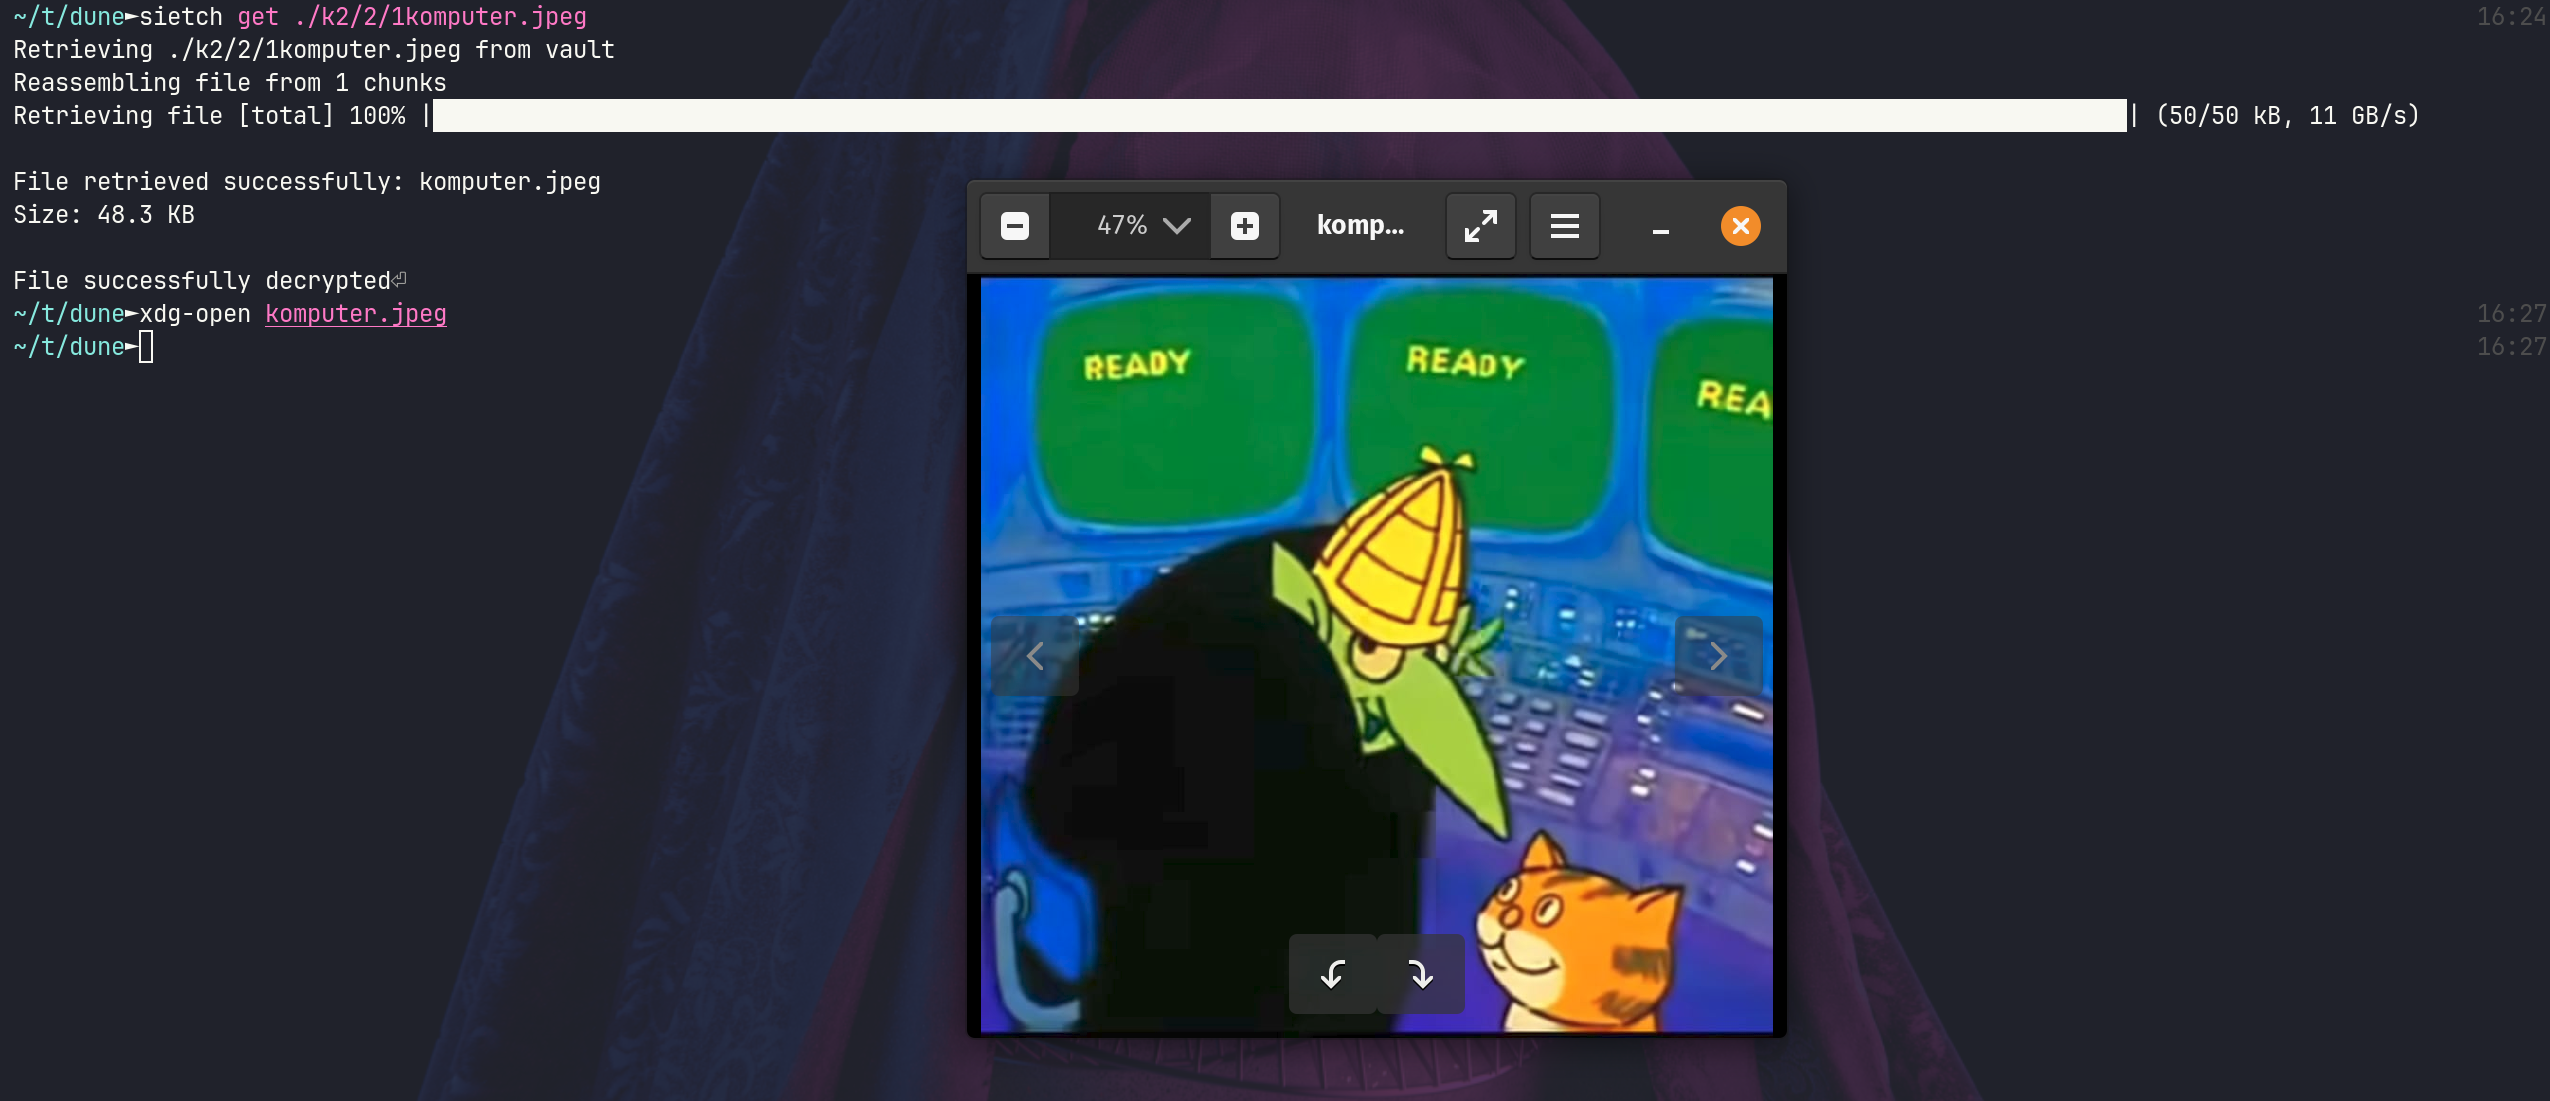 ~/t/dune►sietch get ./k2/2/1komputer.jpeg 16:24
Retrieving ./k2/2/1komputer.jpeg from vault
Reassembling file from 1 chunks
Retrieving file [total] 100% | | (50/50 kB, 11 GB/s)
File retrieved successfully: komputer.jpeg
Size: 48.3 KB
File successfully decrypted⏎
~/t/dune►xdg-open komputer.jpeg 16:27
~/t/dune► 16:27
47% komp...
READY READY REA